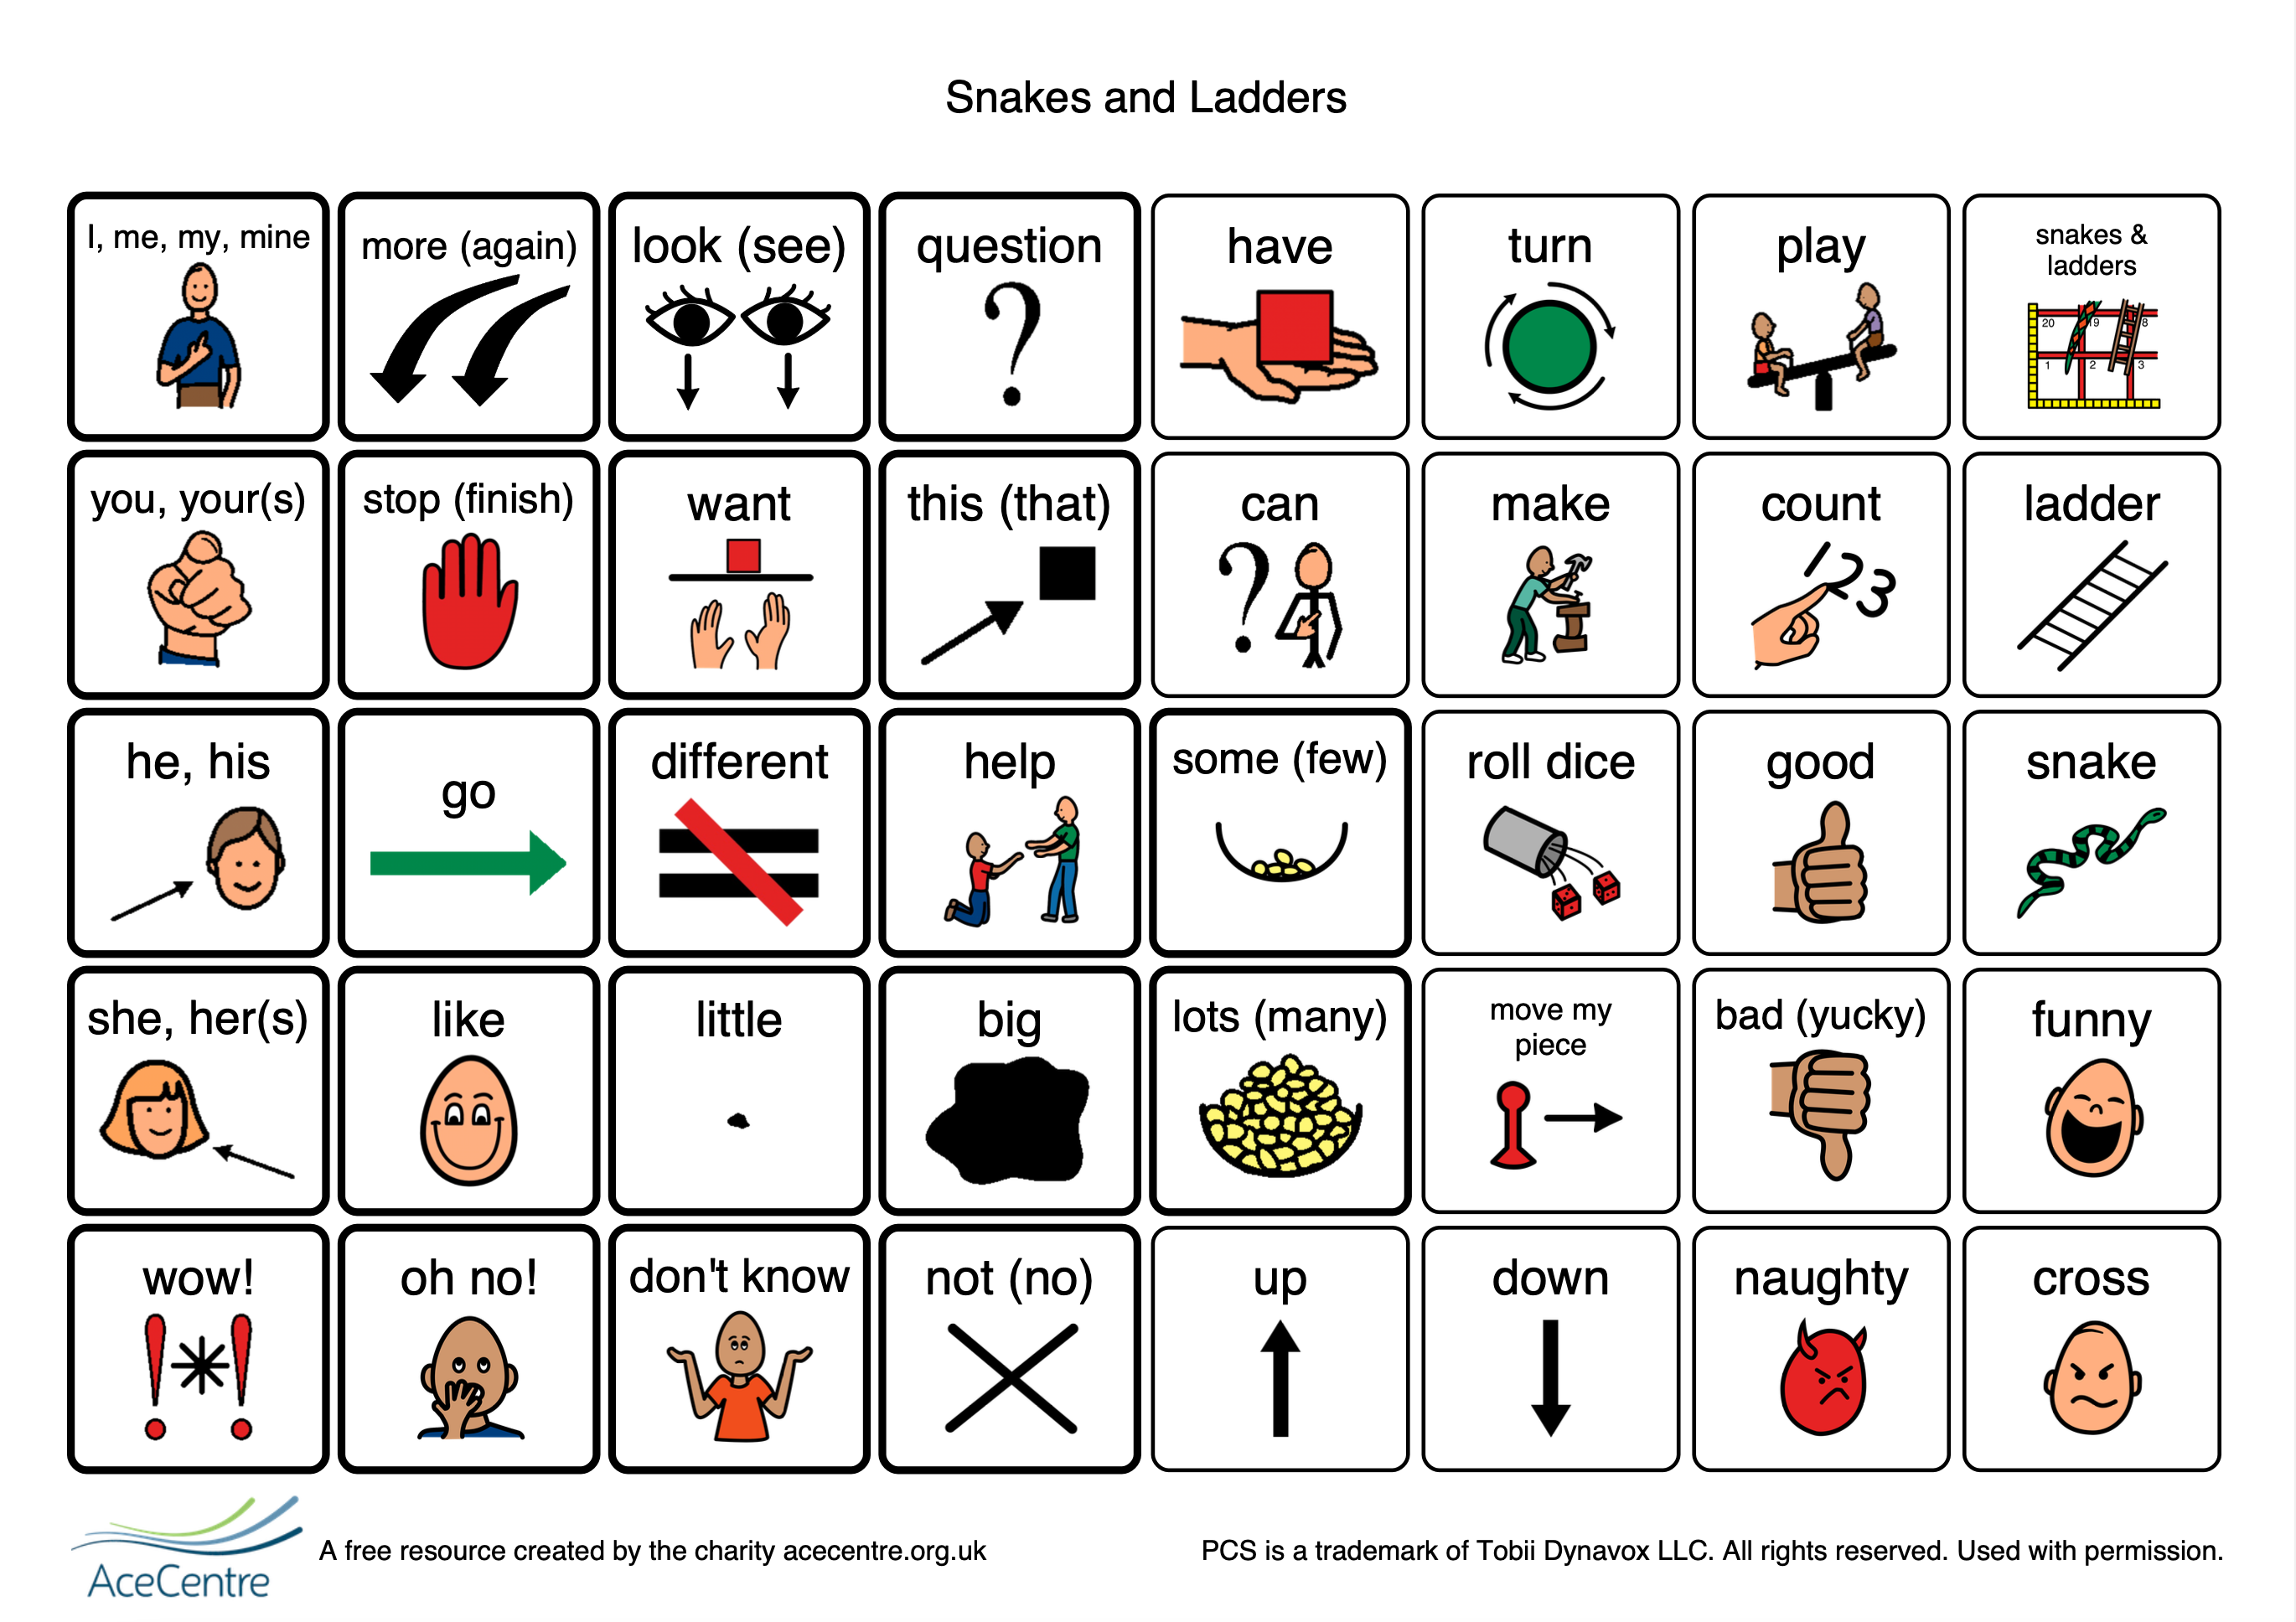 Snakes and Ladders
I, me, my, mine
more (again)
look (see)
question
have
turn
play
snakes &
ladders
20
19
8
1
2
3
you, your(s)
stop (finish)
want
this (that)
can
make
count
123
ladder
he, his
go
different
help
some (few)
roll dice
good
snake
she, her(s)
like
little
big
lots (many)
move my
piece
bad (yucky)
funny
wow!
oh no!
don't know
not (no)
up
down
naughty
cross
AceCentre
A free resource created by the charity acecentre.org.uk
PCS is a trademark of Tobii Dynavox LLC. All rights reserved. Used with permission.